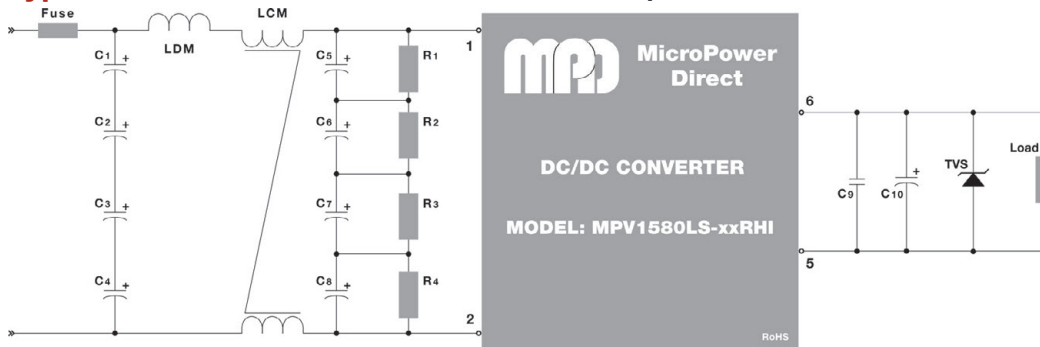 Fuse
LCM
LDM
C1
C2
C3
C4
C5
C6
C7
C8
R1
R2
R3
R4
1
2
MPD
MicroPower
Direct
DC/DC CONVERTER
MODEL: MPV1580LS-xxRHI
RoHS
6
5
C9
C10
TVS
Load